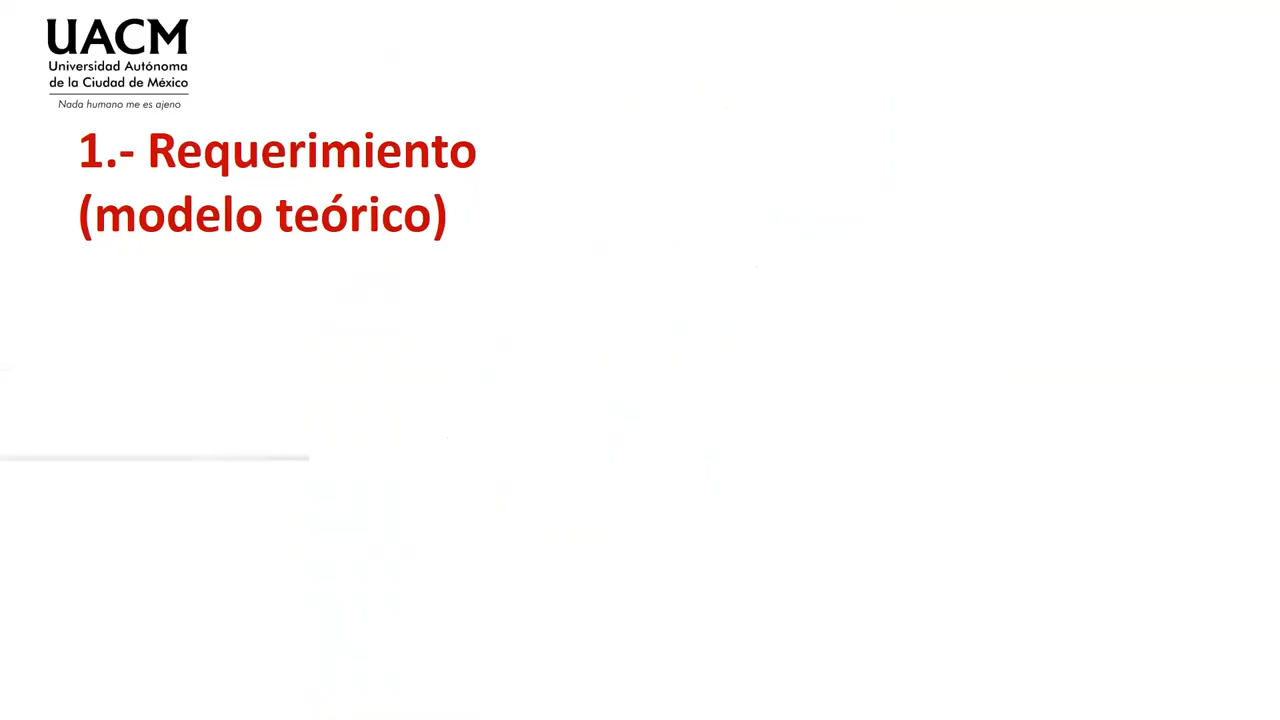 UACM
Universidad Autónoma
de la Ciudad de México
Nada humano me es ajeno
1.- Requerimiento
(modelo teórico)